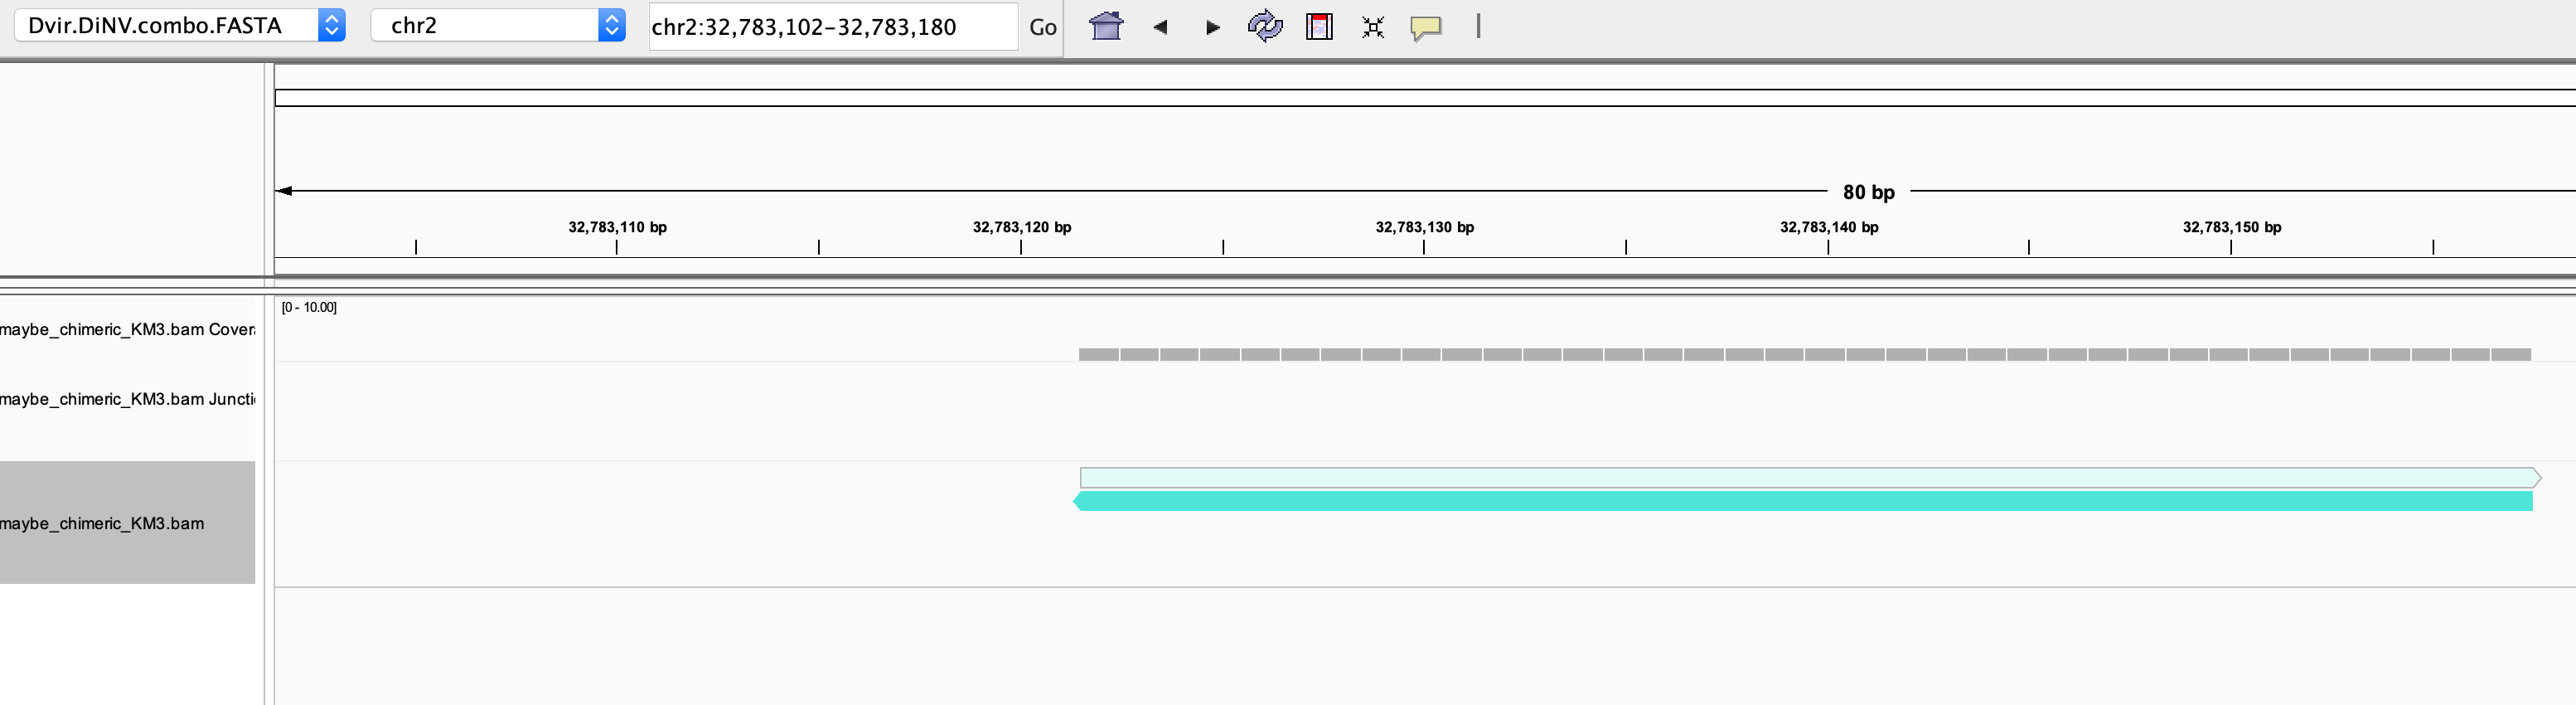 Dvir.DiNV.combo.FASTA chr2 chr2:32,783,102-32,783,180 Go
80 bp
32,783,110 bp 32,783,120 bp 32,783,130 bp 32,783,140 bp 32,783,150 bp
[0 - 10.00]
maybe_chimeric_KM3.bam Cover
maybe_chimeric_KM3.bam Juncti
maybe_chimeric_KM3.bam